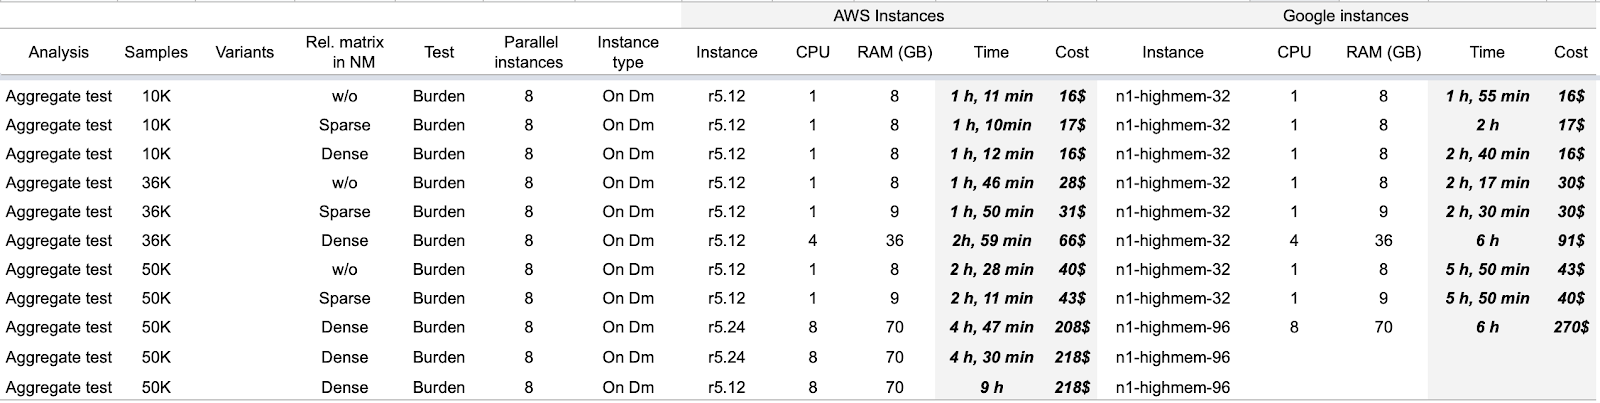 AWS Instances Google instances
Analysis Samples Variants Rel. matrix in NM Test Parallel instances Instance type Instance CPU RAM (GB) Time Cost Instance CPU RAM (GB) Time Cost
Aggregate test 10K w/o Burden 8 On Dm r5.12 1 8 1 h, 11 min 16$ n1-highmem-32 1 8 1 h, 55 min 16$
Aggregate test 10K Sparse Burden 8 On Dm r5.12 1 8 1 h, 10min 17$ n1-highmem-32 1 8 2 h 17$
Aggregate test 10K Dense Burden 8 On Dm r5.12 1 8 1 h, 12 min 16$ n1-highmem-32 1 8 2 h, 40 min 16$
Aggregate test 36K w/o Burden 8 On Dm r5.12 1 8 1 h, 46 min 28$ n1-highmem-32 1 8 2 h, 17 min 30$
Aggregate test 36K Sparse Burden 8 On Dm r5.12 1 9 1 h, 50 min 31$ n1-highmem-32 1 9 2 h, 30 min 30$
Aggregate test 36K Dense Burden 8 On Dm r5.12 4 36 2h, 59 min 66$ n1-highmem-32 4 36 6 h 91$
Aggregate test 50K w/o Burden 8 On Dm r5.12 1 8 2 h, 28 min 40$ n1-highmem-32 1 8 5 h, 50 min 43$
Aggregate test 50K Sparse Burden 8 On Dm r5.12 1 9 2 h, 11 min 43$ n1-highmem-32 1 9 5 h, 50 min 40$
Aggregate test 50K Dense Burden 8 On Dm r5.24 8 70 4 h, 47 min 208$ n1-highmem-96 8 70 6 h 270$
Aggregate test 50K Dense Burden 8 On Dm r5.24 8 70 4 h, 30 min 218$ n1-highmem-96
Aggregate test 50K Dense Burden 8 On Dm r5.12 8 70 9 h 218$ n1-highmem-96